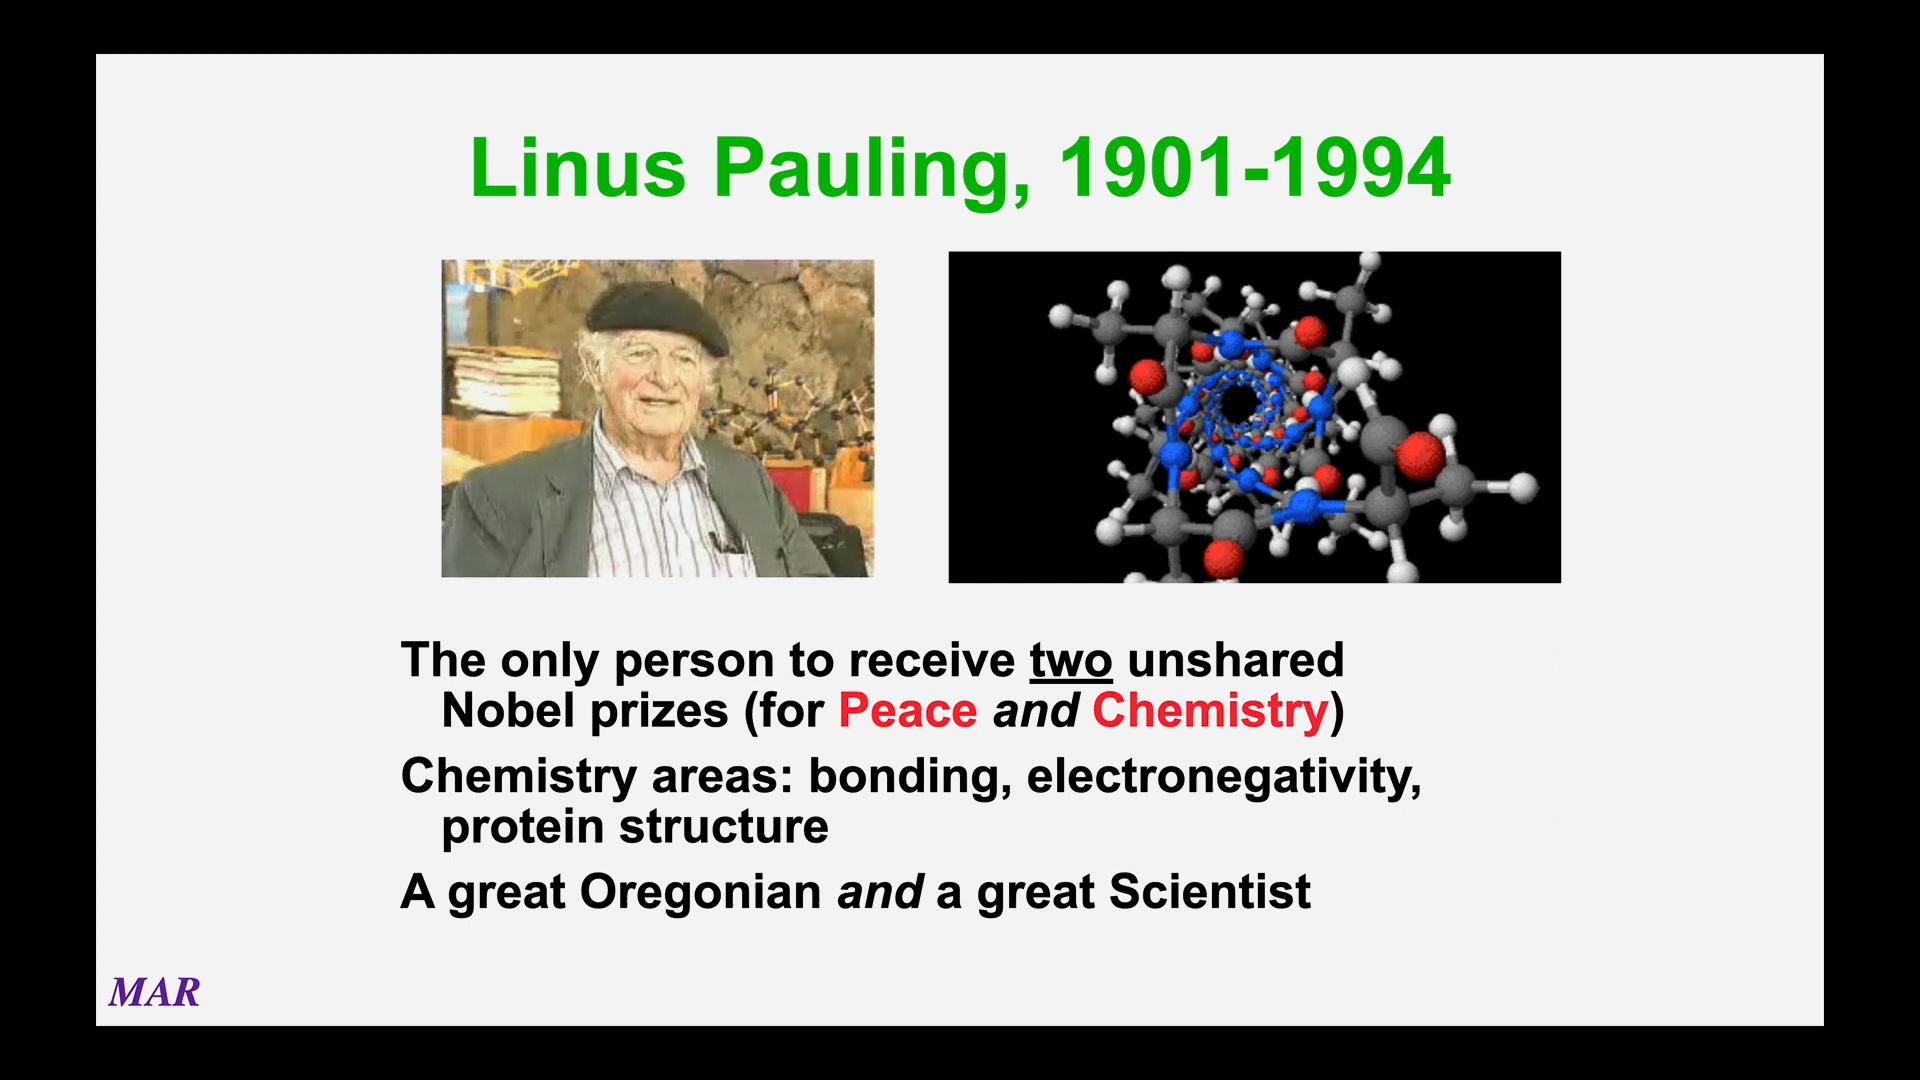 Linus Pauling, 1901-1994
The only person to receive two unshared
Nobel prizes (for Peace and Chemistry)
Chemistry areas: bonding, electronegativity,
protein structure
A great Oregonian and a great Scientist
MAR